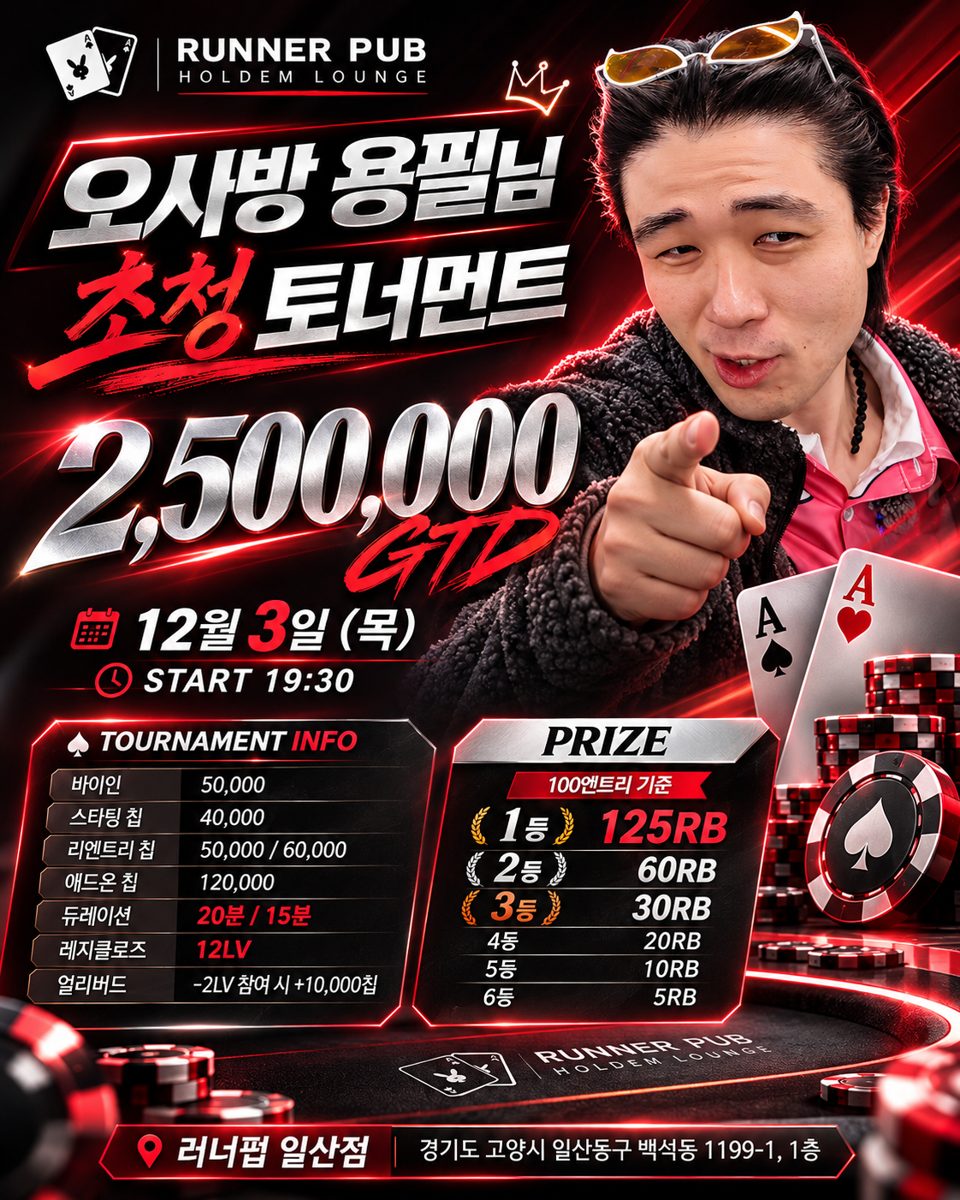 RUNNER PUB
HOLDEM LOUNGE
오사방 용필님
초청 토너먼트
2,500,000
GTD
12월 3일 (목)
START 19:30
TOURNAMENT INFO
바이인 50,000
스타팅 칩 40,000
리엔트리 칩 50,000 / 60,000
애드온 칩 120,000
듀레이션 20분 / 15분
레지클로즈 12LV
얼리버드 -2LV 참여 시 +10,000칩
PRIZE
100엔트리 기준
1등 125RB
2등 60RB
3등 30RB
4동 20RB
5등 10RB
6등 5RB
A
A
RUNNER PUB
HOLDEM LOUNGE
러너펍 일산점
경기도 고양시 일산동구 백석동 1199-1, 1층